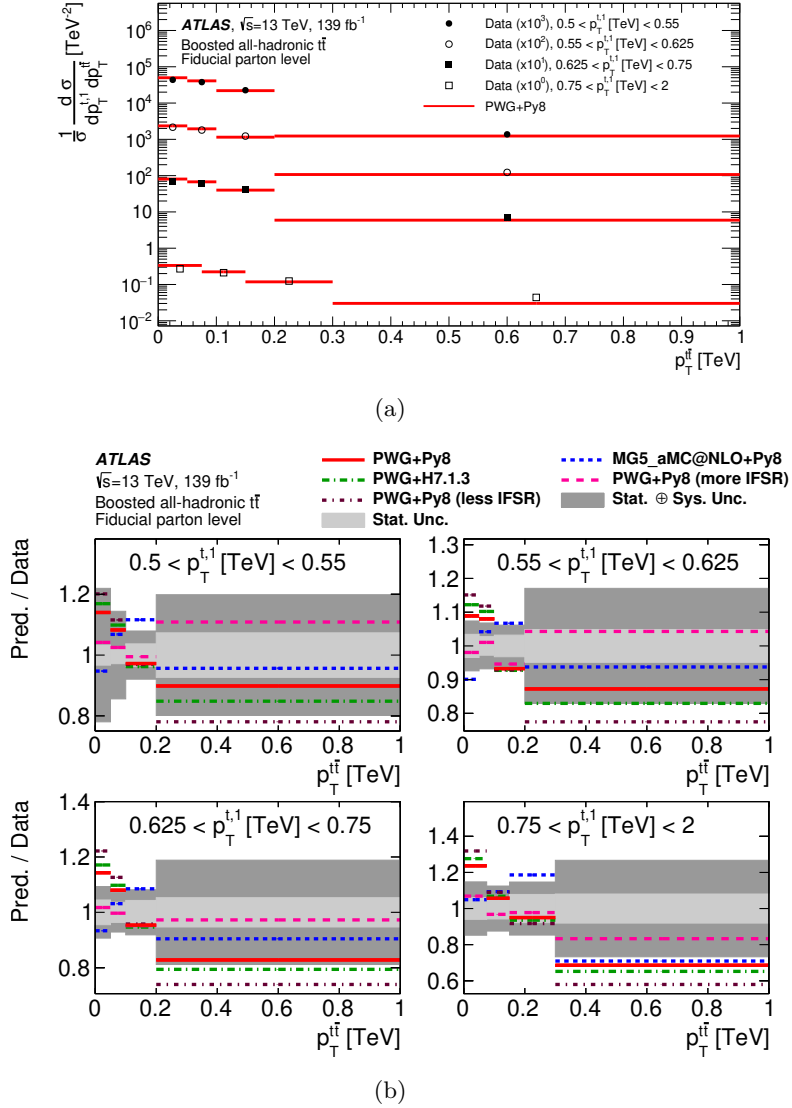 ATLAS, √s=13 TeV, 139 fb⁻¹
Boosted all-hadronic tt̄
Fiducial parton level
Data (x10³), 0.5 < p_T^{t,1} [TeV] < 0.55
Data (x10²), 0.55 < p_T^{t,1} [TeV] < 0.625
Data (x10¹), 0.625 < p_T^{t,1} [TeV] < 0.75
Data (x10⁰), 0.75 < p_T^{t,1} [TeV] < 2
PWG+Py8
1/σ d σ / dp_T^{t,1} dp_T^{tt̄} [TeV⁻²]
10⁶
10⁵
10⁴
10³
10²
10
1
10⁻¹
10⁻²
0 0.1 0.2 0.3 0.4 0.5 0.6 0.7 0.8 0.9 1
p_T^{tt̄} [TeV]
(a)
ATLAS
√s=13 TeV, 139 fb⁻¹
Boosted all-hadronic tt̄
Fiducial parton level
PWG+Py8
PWG+H7.1.3
PWG+Py8 (less IFSR)
Stat. Unc.
MG5_aMC@NLO+Py8
PWG+Py8 (more IFSR)
Stat. ⊕ Sys. Unc.
Pred. / Data
0.5 < p_T^{t,1} [TeV] < 0.55
1.2
1
0.8
0 0.2 0.4 0.6 0.8 1
p_T^{tt̄} [TeV]
0.55 < p_T^{t,1} [TeV] < 0.625
1.3
1.2
1.1
1
0.9
0.8
0 0.2 0.4 0.6 0.8 1
p_T^{tt̄} [TeV]
Pred. / Data
0.625 < p_T^{t,1} [TeV] < 0.75
1.4
1.2
1
0.8
0 0.2 0.4 0.6 0.8 1
p_T^{tt̄} [TeV]
0.75 < p_T^{t,1} [TeV] < 2
1.4
1.2
1
0.8
0.6
0 0.2 0.4 0.6 0.8 1
p_T^{tt̄} [TeV]
(b)